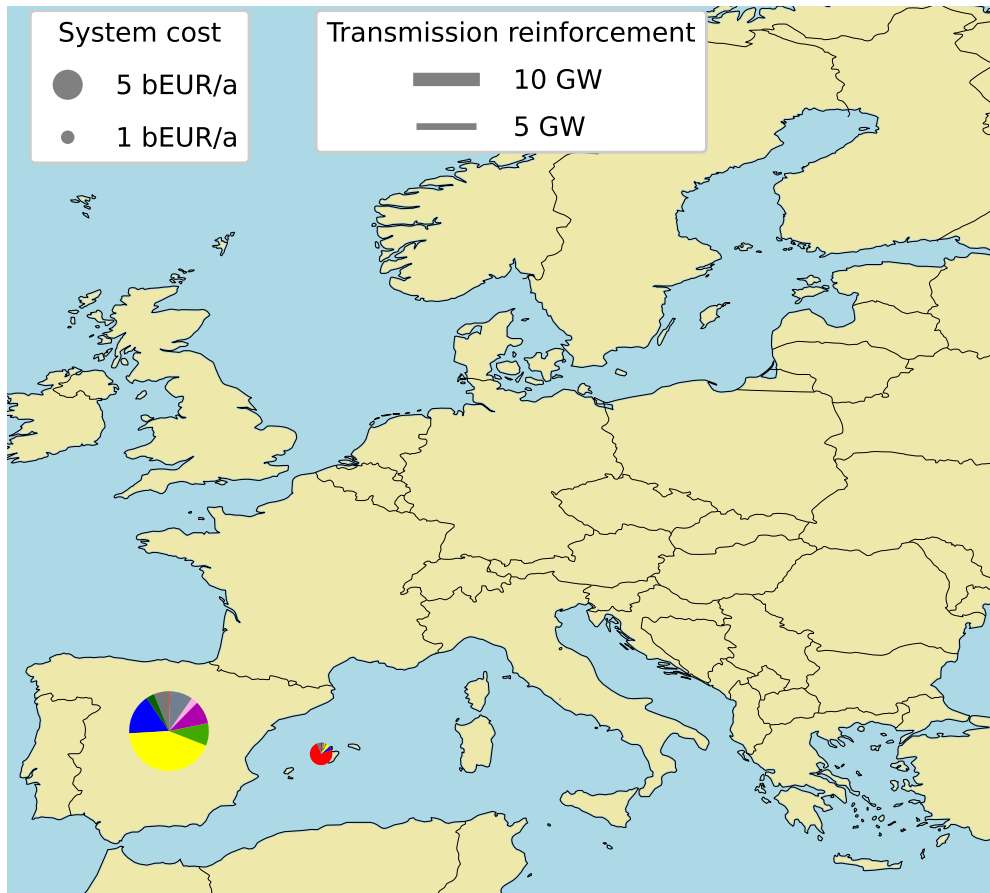 System cost
5 bEUR/a
1 bEUR/a
Transmission reinforcement
10 GW
5 GW